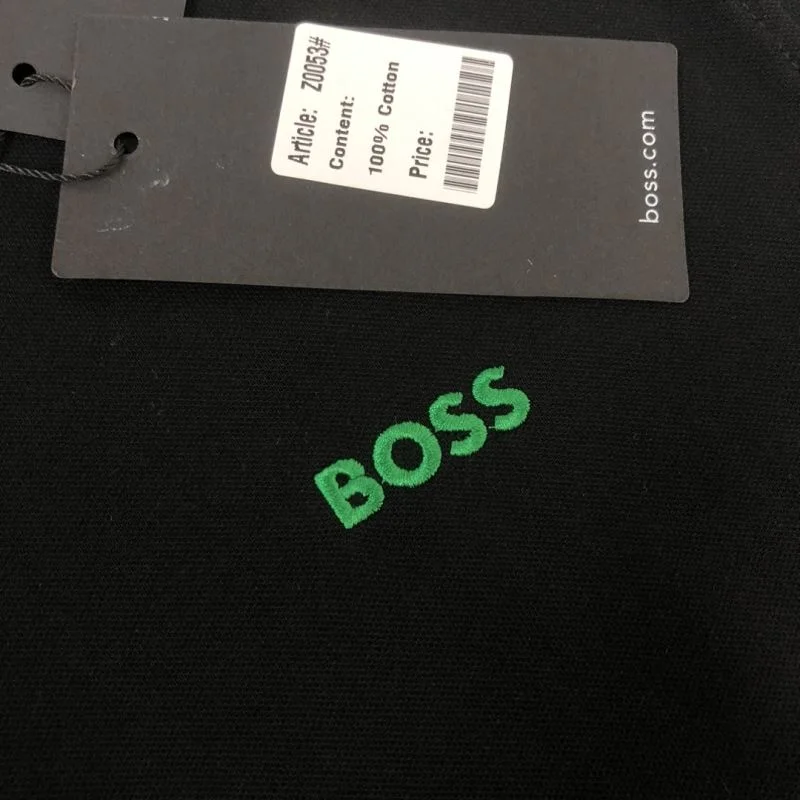 Article: Z0053#
Content:
100% Cotton
Price:
boss.com
BOSS